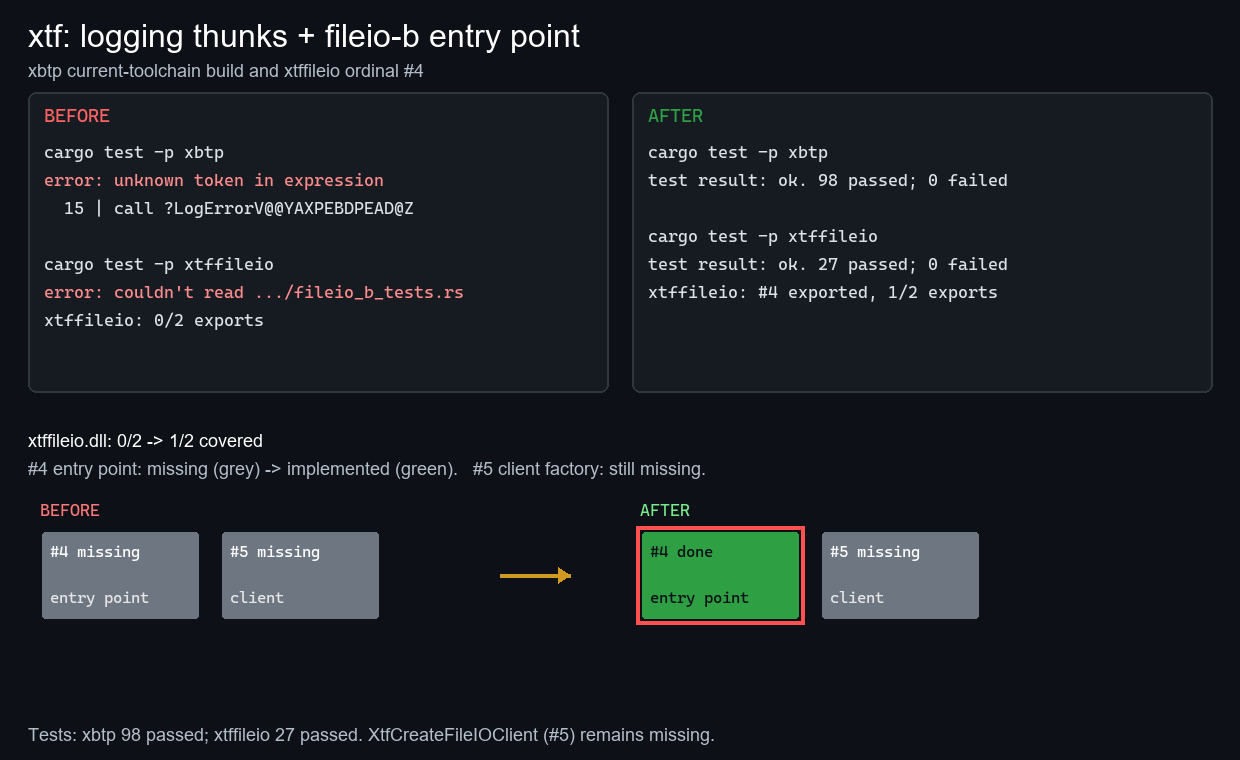 xtf: logging thunks + fileio-b entry point
xbtp current-toolchain build and xtffileio ordinal #4
BEFORE
cargo test -p xbtp
error: unknown token in expression
15 | call ?LogErrorV@@YAXPEBDPEAD@Z
cargo test -p xtffileio
error: couldn't read .../fileio_b_tests.rs
xtffileio: 0/2 exports
AFTER
cargo test -p xbtp
test result: ok. 98 passed; 0 failed
cargo test -p xtffileio
test result: ok. 27 passed; 0 failed
xtffileio: #4 exported, 1/2 exports
xtffileio.dll: 0/2 -> 1/2 covered
#4 entry point: missing (grey) -> implemented (green).   #5 client factory: still missing.
BEFORE
#4 missing
entry point
#5 missing
client
AFTER
#4 done
entry point
#5 missing
client
Tests: xbtp 98 passed; xtffileio 27 passed. XtfCreateFileIOClient (#5) remains missing.